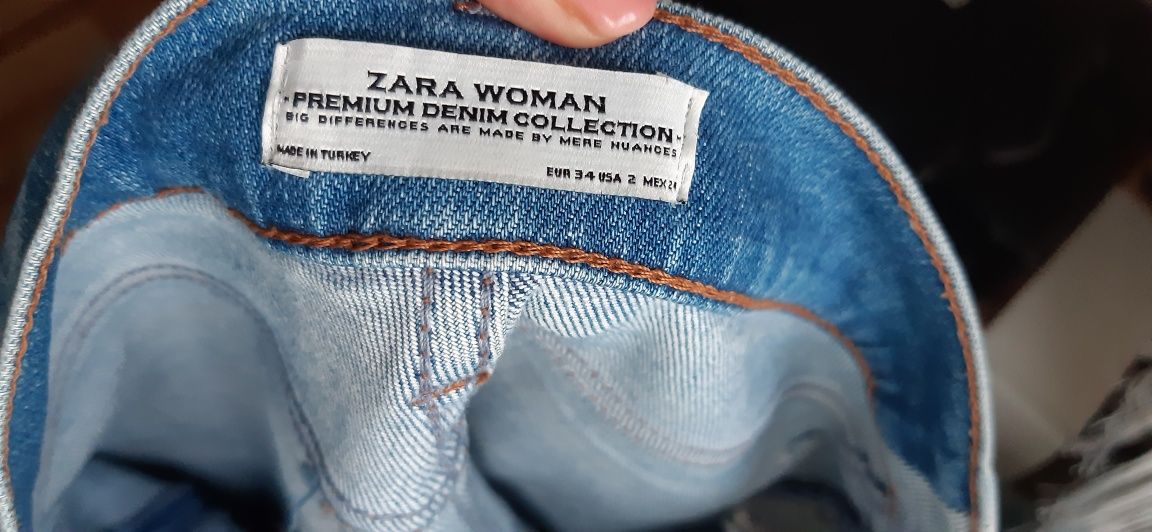 ZARA WOMAN
·PREMIUM DENIM COLLECTION·
BIG DIFFERENCES ARE MADE BY MERE NUANCES
MADE IN TURKEY
EUR 34 USA 2 MEX